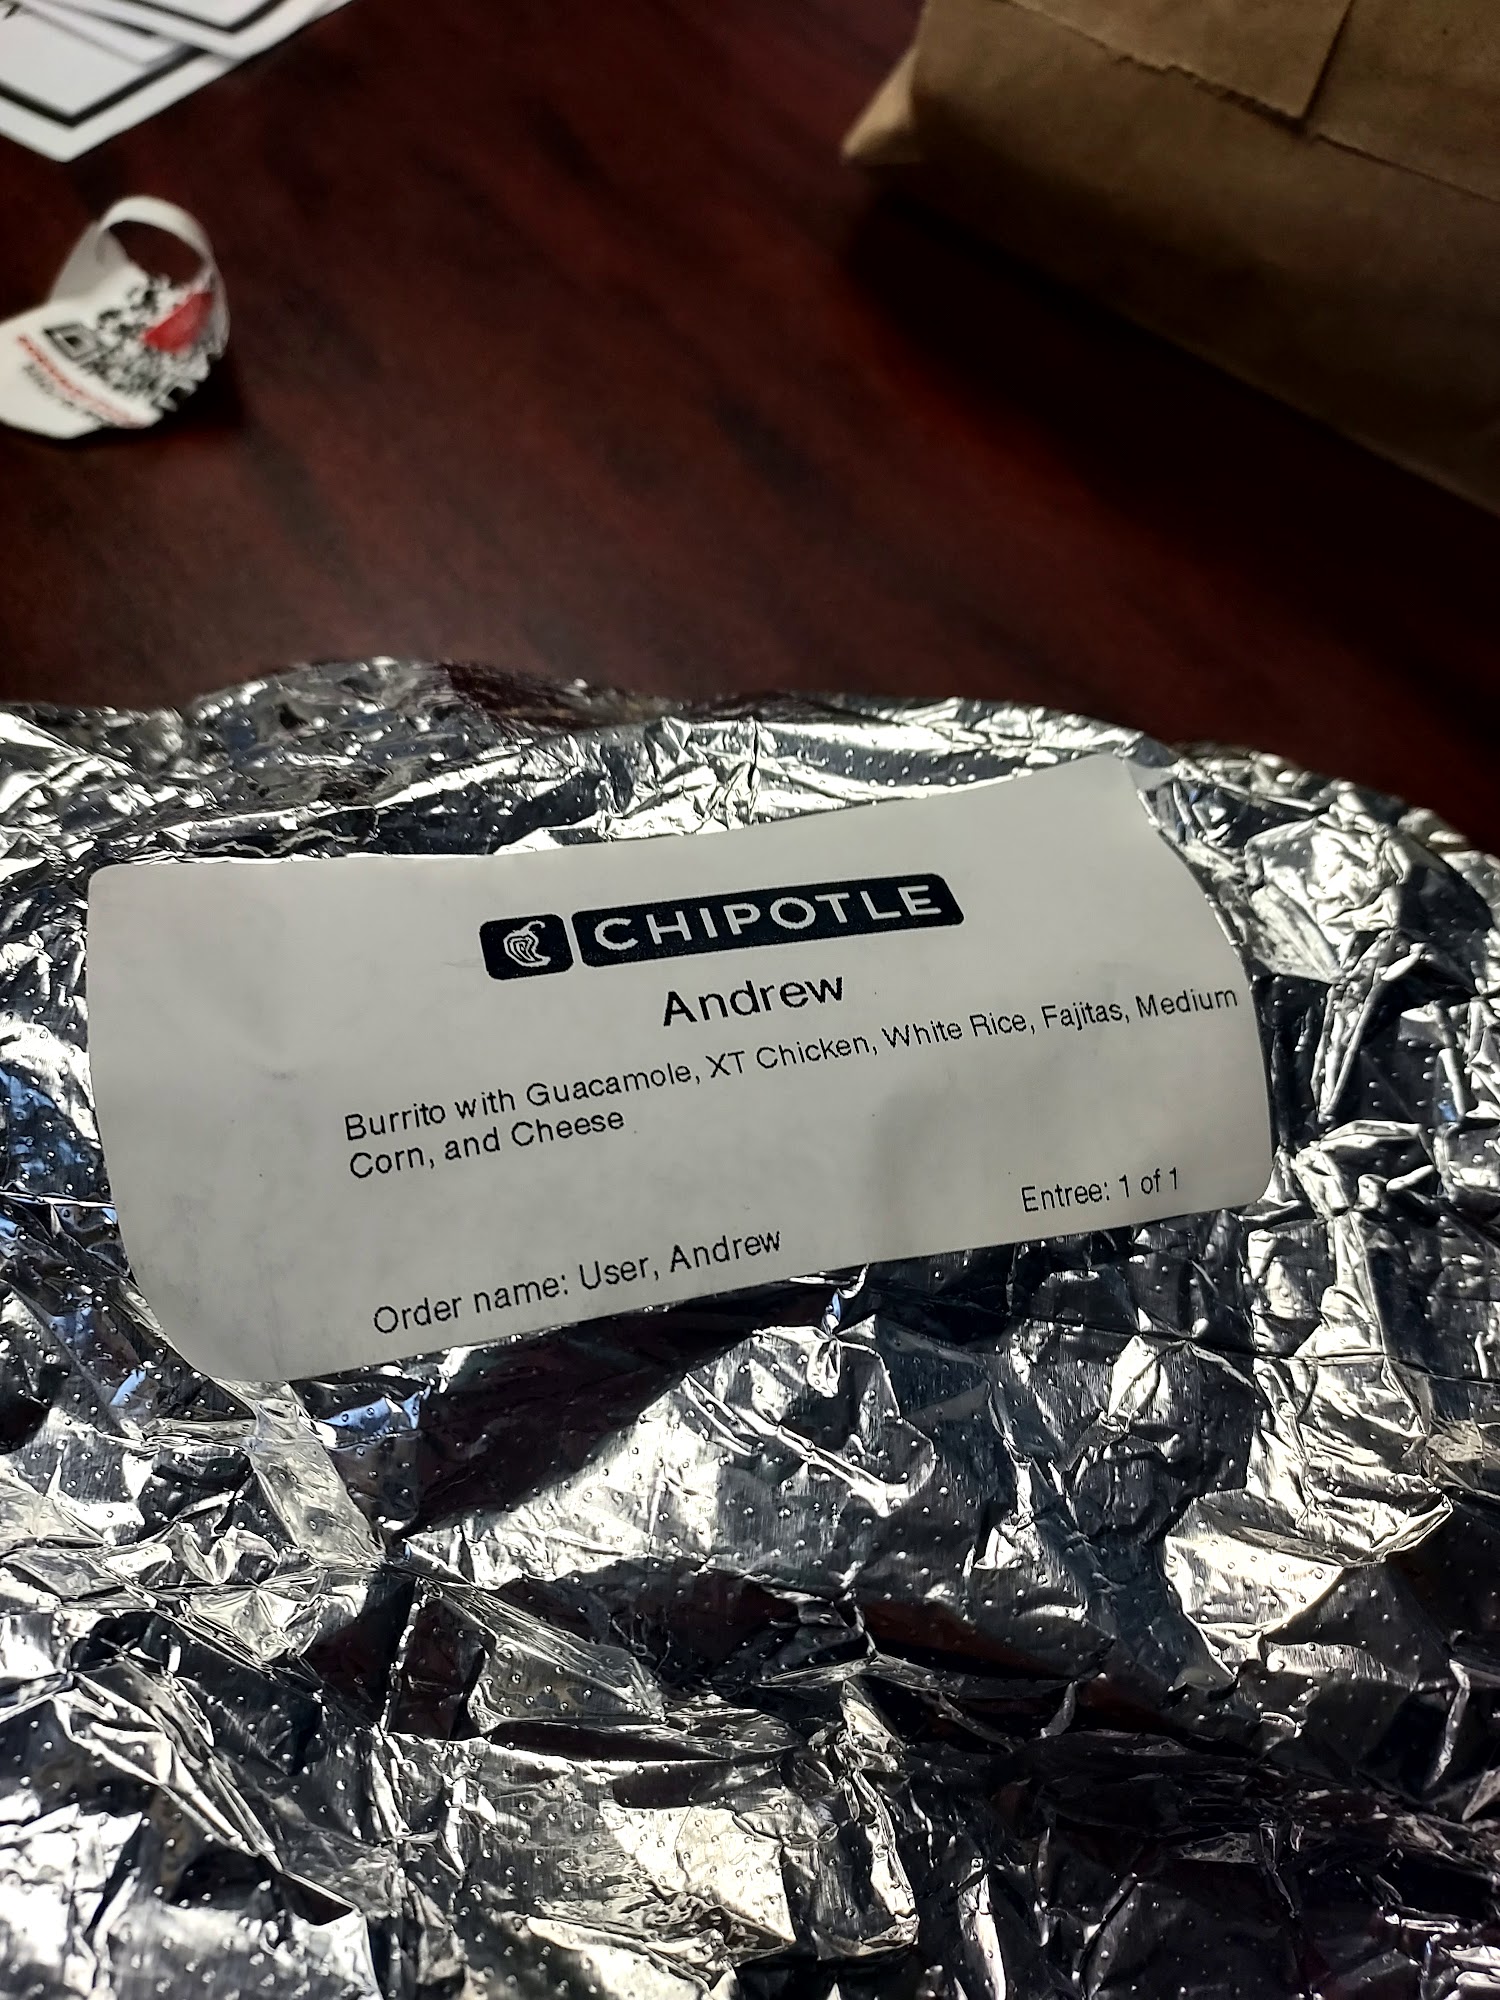 CHIPOTLE
Andrew
Burrito with Guacamole, XT Chicken, White Rice, Fajitas, Medium
Corn, and Cheese
Entree: 1 of 1
Order name: User, Andrew